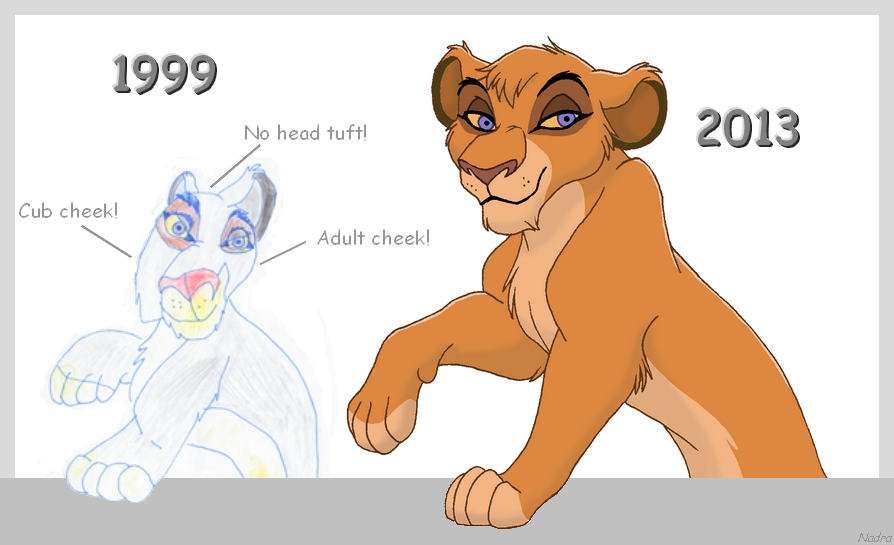 1999
No head tuft!
2013
Cub cheek!
Adult cheek!
Nadra